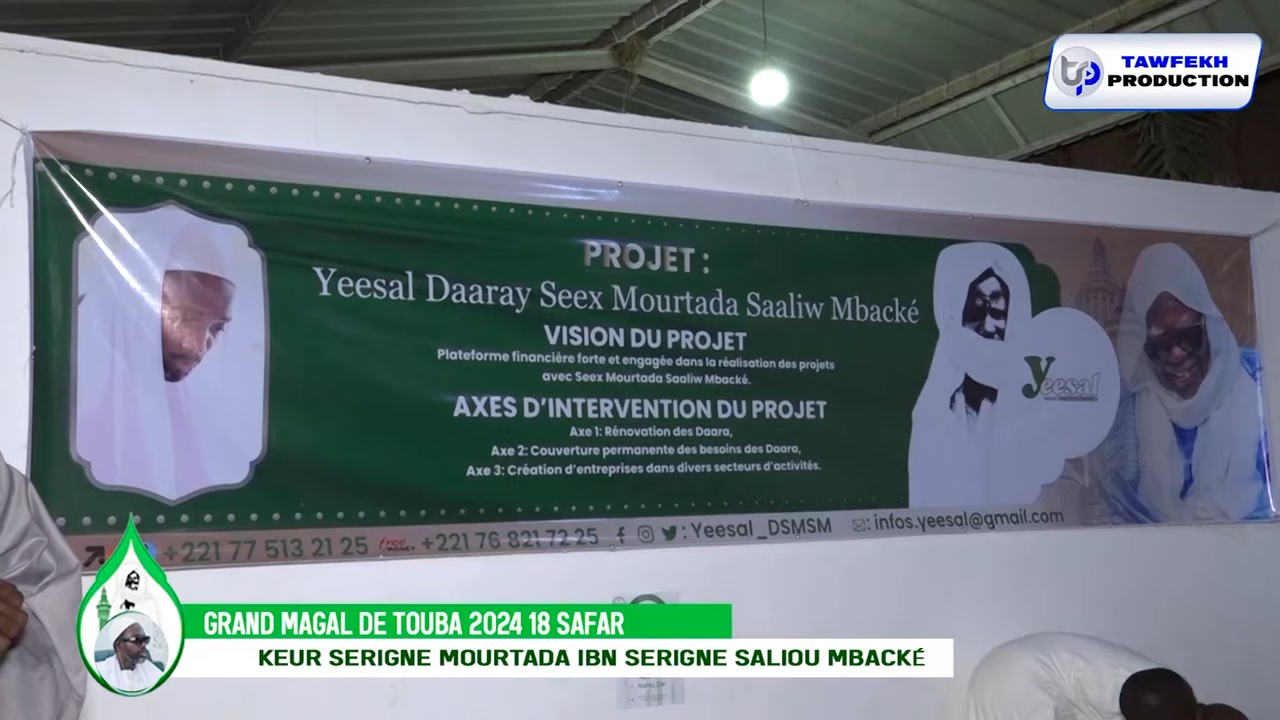 TAWFEKH
PRODUCTION
PROJET :
Yeesal Daaray Seex Mourtada Saaliw Mbacké
VISION DU PROJET
Plateforme financière forte et engagée dans la réalisation des projets
avec Seex Mourtada Saaliw Mbacké.
AXES D'INTERVENTION DU PROJET
Axe 1: Rénovation des Daara,
Axe 2: Couverture permanente des besoins des Daara,
Axe 3: Création d'entreprises dans divers secteurs d'activités.
Yeesal
+221 77 513 21 25 free MONEY +221 76 821 72 25 : Yeesal_DSMSM : infos.yeesal@gmail.com
GRAND MAGAL DE TOUBA 2024 18 SAFAR
KEUR SERIGNE MOURTADA IBN SERIGNE SALIOU MBACKÉ